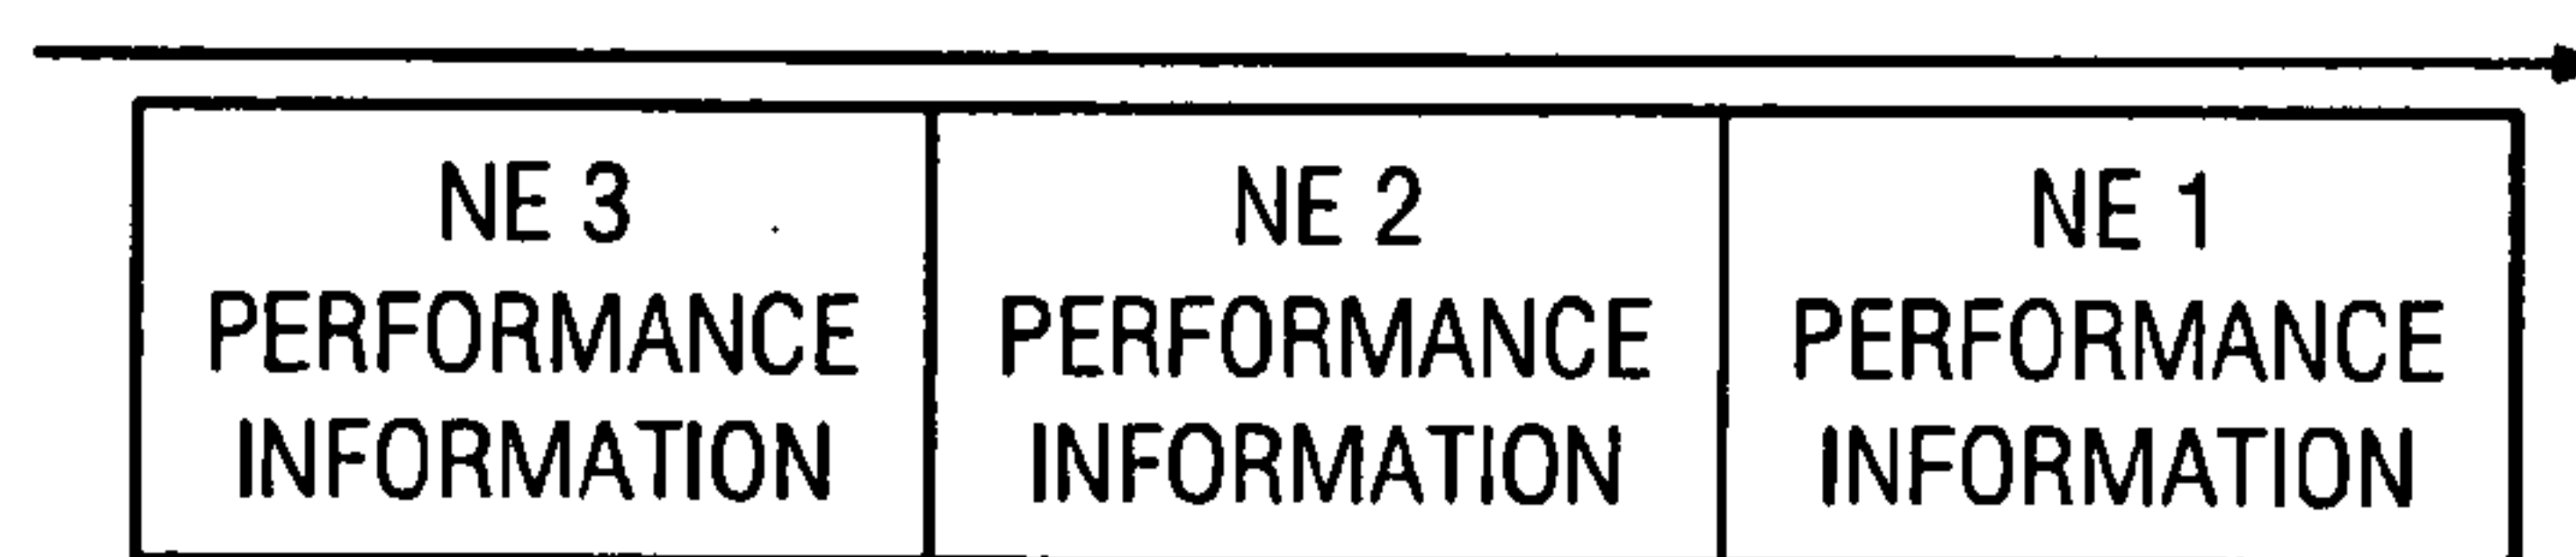 NE 3
PERFORMANCE
INFORMATION
NE 2
PERFORMANCE
INFORMATION
NE 1
PERFORMANCE
INFORMATION